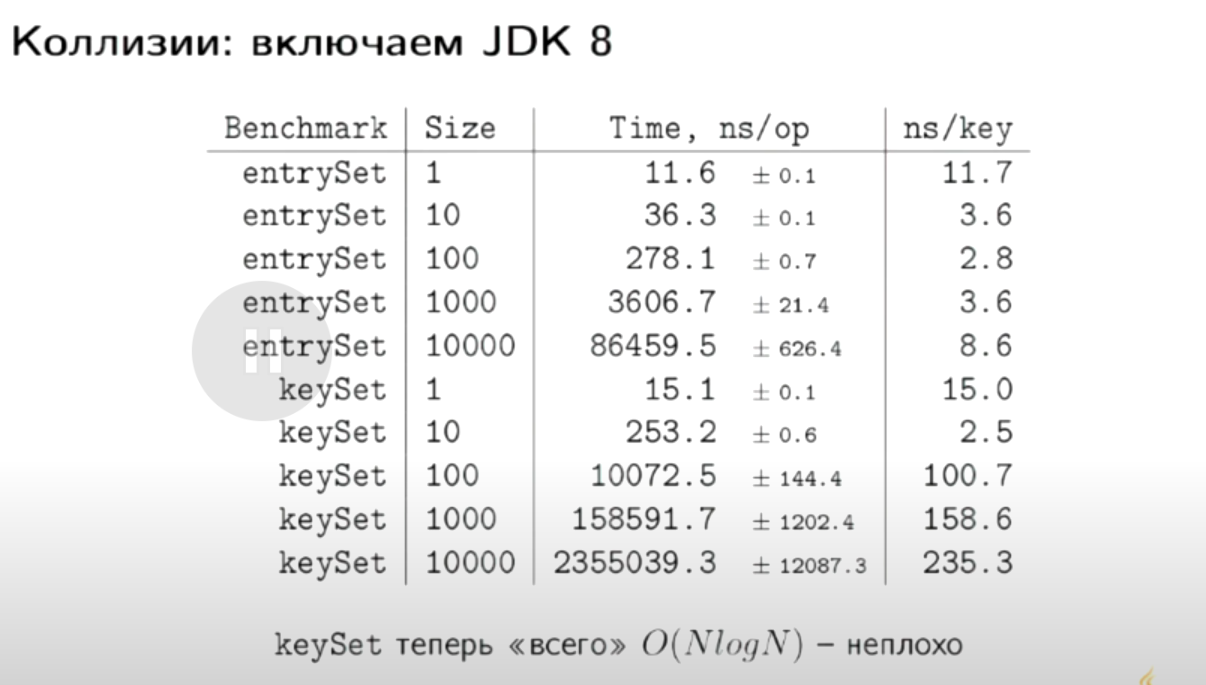 Коллизии: включаем JDK 8
Benchmark Size Time, ns/op ns/key
entrySet 1 11.6 ± 0.1 11.7
entrySet 10 36.3 ± 0.1 3.6
entrySet 100 278.1 ± 0.7 2.8
entrySet 1000 3606.7 ± 21.4 3.6
entrySet 10000 86459.5 ± 626.4 8.6
keySet 1 15.1 ± 0.1 15.0
keySet 10 253.2 ± 0.6 2.5
keySet 100 10072.5 ± 144.4 100.7
keySet 1000 158591.7 ± 1202.4 158.6
keySet 10000 2355039.3 ± 12087.3 235.3
keySet теперь «всего» O(NlogN) – неплохо